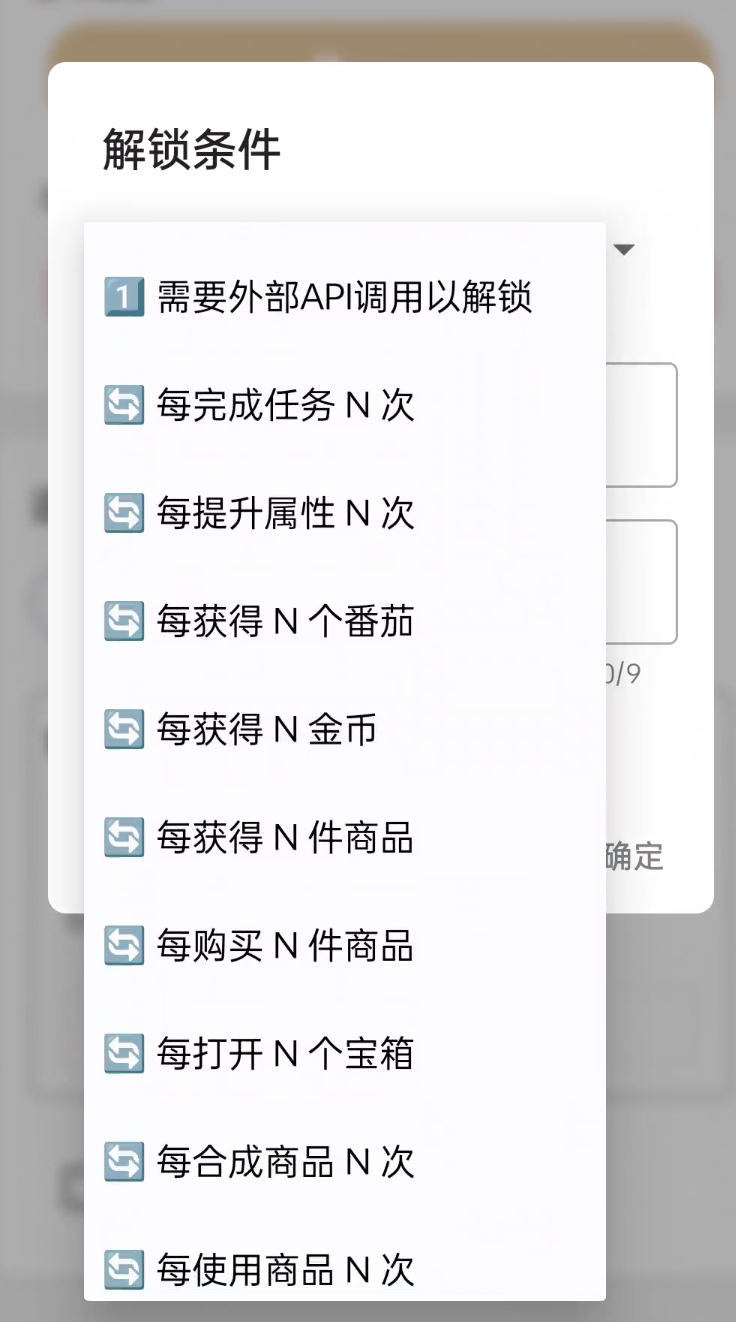 解锁条件
1 需要外部API调用以解锁
每完成任务 N 次
每提升属性 N 次
每获得 N 个番茄
0/9
每获得 N 金币
每获得 N 件商品
确定
每购买 N 件商品
每打开 N 个宝箱
每合成商品 N 次
每使用商品 N 次